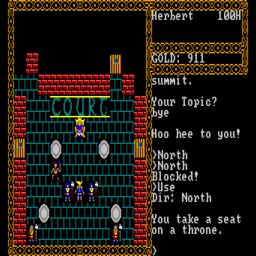 Herbert 100H
GOLD: 911
summit.
Your Topic?
bye
Hoo hee to you!
>North
>North
Blocked!
>Use
Dir: North
You take a seat
on a throne.
>
COURT